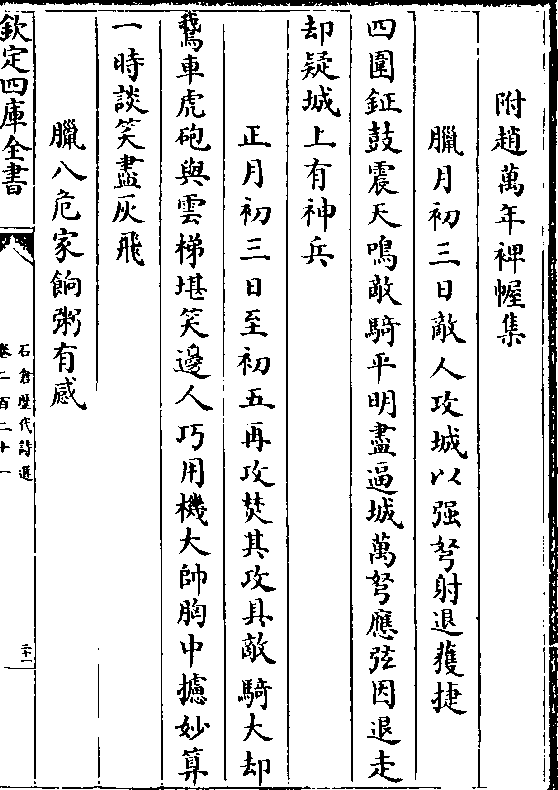 附趙萬年裨幄集
臘月初三日敵人攻城以强弩射退獲捷
四圍鉦鼓震天鳴敵騎平明盡逼城萬弩應弦因退走
却疑城上有神兵
正月初三日至初五再攻焚其攻具敵騎大却
鵞車虎砲與雲梯堪笑邊人巧用機大帥胸中攄妙算
一時談笑盡灰飛
臘八危家餉粥有感
欽定四庫全書
石倉歷代詩選
卷二百二十一